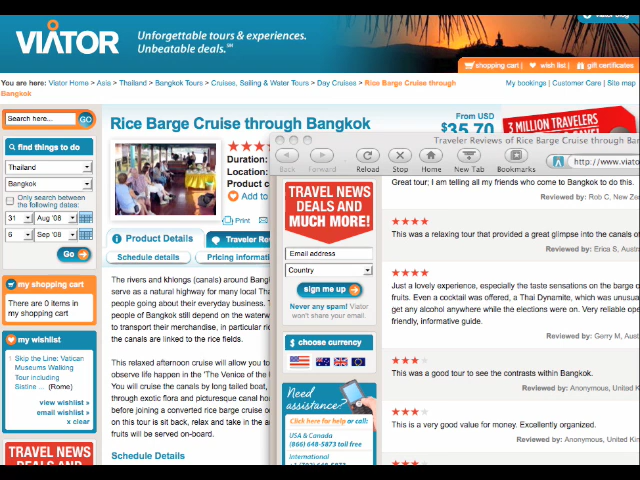 VIATOR
Unforgettable tours & experiences.
Unbeatable deals.
shopping cart | wish list | gift certificates
You are here: Viator Home > Asia > Thailand > Bangkok Tours > Cruises, Sailing & Water Tours > Day Cruises > Rice Barge Cruise through
Bangkok
My bookings | Customer Care | Site map
Search here... GO
Rice Barge Cruise through Bangkok
From USD
$35.70
3 MILLION TRAVELERS
find things to do
Thailand
Bangkok
Only search between
the following dates:
31 Aug '08
6 Sep '08
Go
my shopping cart
There are 0 items in
my shopping cart
my wishlist
1 Skip the Line: Vatican
Museums Walking
Tour including
Sistine .. (Rome)
view wishlist »
email wishlist »
x clear
TRAVEL NEWS
DEALS AND
Duration:
Location:
Product c
Add to
Print
Product Details
Traveler Re
Schedule details
Pricing informat
The rivers and khlongs (canals) around Bang
serve as a natural highway for many local Tha
people going about their everyday business. T
people of Bangkok still depend on the waterw
to transport their merchandise, in particular ri
the canals are linked to the rice fields.
This relaxed afternoon cruise will allow you to
observe life happen in the 'The Venice of the
You will cruise the canals by long tailed boat,
through exotic flora and picturesque canal ho
before joining a converted rice barge cruise o
on this tour is sit back, relax and take in the a
fruits will be served on-board.
Schedule Details
Traveler Reviews of Rice Barge Cruise through Bar
Back
Forward
Reload
Stop
Home
New Tab
Bookmarks
http://www.viato
TRAVEL NEWS
DEALS AND
MUCH MORE!
Email address
Country
sign me up
Never any spam! Viator
won't share your email.
choose currency
Need
assistance?
Click here for help or call:
USA & Canada
(866) 648-5873 toll free
International
Great tour; I am telling all my friends who come to Bangkok to do this.
Reviewed by: Rob C, New Zea
This was a relaxing tour that provided a great glimpse into the canals o
Reviewed by: Erica S, Austra
Just a lovely experience, especially the taste sensations on the barge o
fruits. Even a cocktail was offered, a Thai Dynamite, which was unusual
get any alcohol anywhere while the elections were on. Very reliable ope
friendly, informative guide.
Reviewed by: Gerry M, Austr
This was a good tour to see the contrasts within Bangkok.
Reviewed by: Anonymous, United K
This is a very good value for money. Excellently organized.
Reviewed by: Anonymous, United Kin